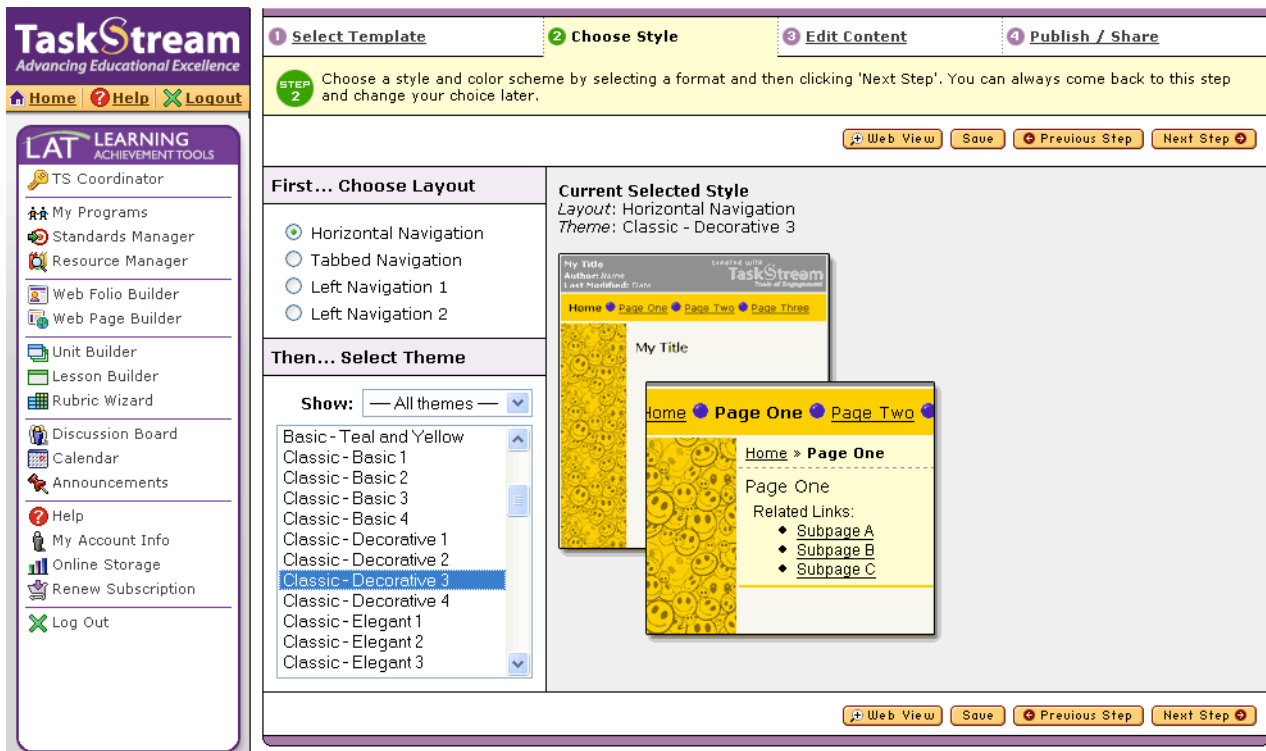 TaskStream
Advancing Educational Excellence
Home Help Logout
LAT LEARNING
ACHIEVEMENT TOOLS
TS Coordinator
My Programs
Standards Manager
Resource Manager
Web Folio Builder
Web Page Builder
Unit Builder
Lesson Builder
Rubric Wizard
Discussion Board
Calendar
Announcements
Help
My Account Info
Online Storage
Renew Subscription
Log Out
1 Select Template 2 Choose Style 3 Edit Content 4 Publish / Share
STEP 2
Choose a style and color scheme by selecting a format and then clicking 'Next Step'. You can always come back to this step
and change your choice later.
Web View Save Previous Step Next Step
First... Choose Layout
Horizontal Navigation
Tabbed Navigation
Left Navigation 1
Left Navigation 2
Then... Select Theme
Show: — All themes —
Basic - Teal and Yellow
Classic - Basic 1
Classic - Basic 2
Classic - Basic 3
Classic - Basic 4
Classic - Decorative 1
Classic - Decorative 2
Classic - Decorative 3
Classic - Decorative 4
Classic - Elegant 1
Classic - Elegant 2
Classic - Elegant 3
Current Selected Style
Layout: Horizontal Navigation
Theme: Classic - Decorative 3
My Title
Author: Name
Last Modified: Date
created with
TaskStream
Tools of Engagement
Home Page One Page Two Page Three
My Title
Home Page One Page Two
Home » Page One
Page One
Related Links:
Subpage A
Subpage B
Subpage C
Web View Save Previous Step Next Step